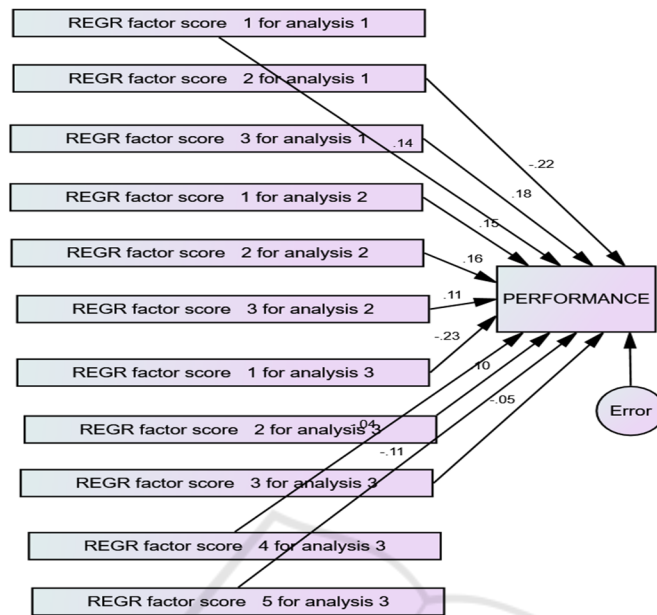 REGR factor score 1 for analysis 1
REGR factor score 2 for analysis 1
REGR factor score 3 for analysis 1
REGR factor score 1 for analysis 2
REGR factor score 2 for analysis 2
REGR factor score 3 for analysis 2
REGR factor score 1 for analysis 3
REGR factor score 2 for analysis 3
REGR factor score 3 for analysis 3
REGR factor score 4 for analysis 3
REGR factor score 5 for analysis 3
.14
-.22
.18
.15
.16
.11
-.23
.10
-.05
-.04
-.11
PERFORMANCE
Error